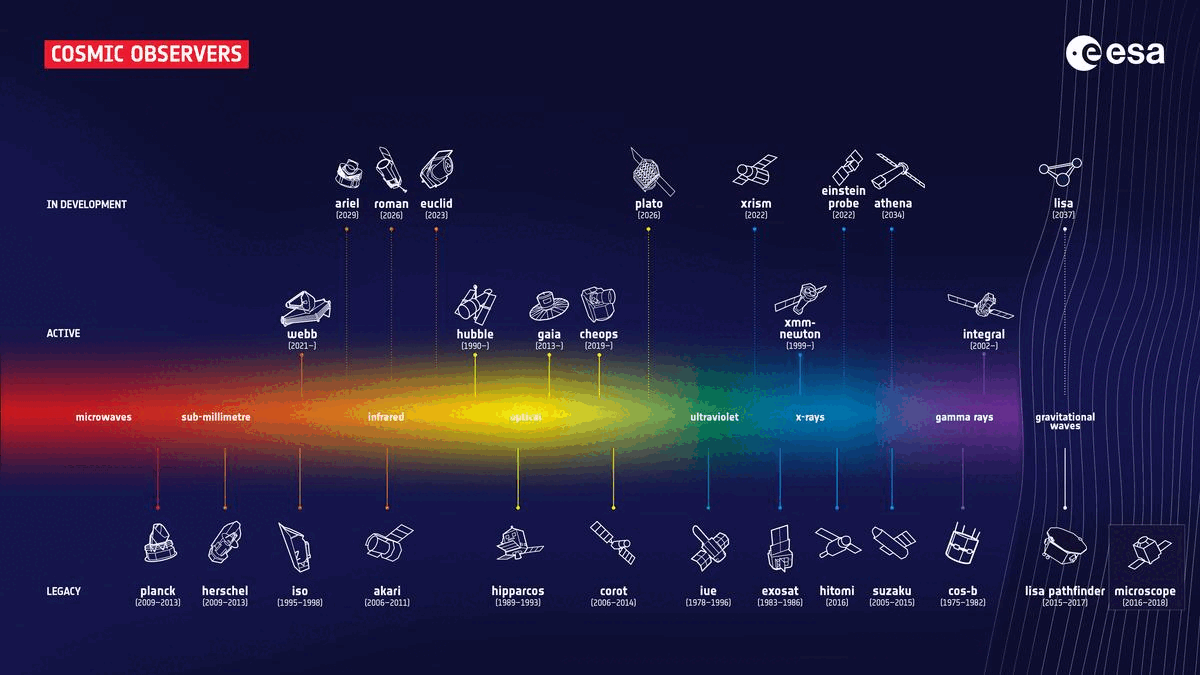 COSMIC OBSERVERS
esa
IN DEVELOPMENT
ariel
(2029)
roman
(2026)
euclid
(2023)
plato
(2026)
xrism
(2022)
einstein
probe
(2022)
athena
(2034)
lisa
(2037)
ACTIVE
webb
(2021–)
hubble
(1990–)
gaia
(2013–)
cheops
(2019–)
xmm-
newton
(1999–)
integral
(2002–)
microwaves
sub-millimetre
infrared
optical
ultraviolet
x-rays
gamma rays
gravitational
waves
LEGACY
planck
(2009–2013)
herschel
(2009–2013)
iso
(1995–1998)
akari
(2006–2011)
hipparcos
(1989–1993)
corot
(2006–2014)
iue
(1978–1996)
exosat
(1983–1986)
hitomi
(2016)
suzaku
(2005–2015)
cos-b
(1975–1982)
lisa pathfinder
(2015–2017)
microscope
(2016–2018)